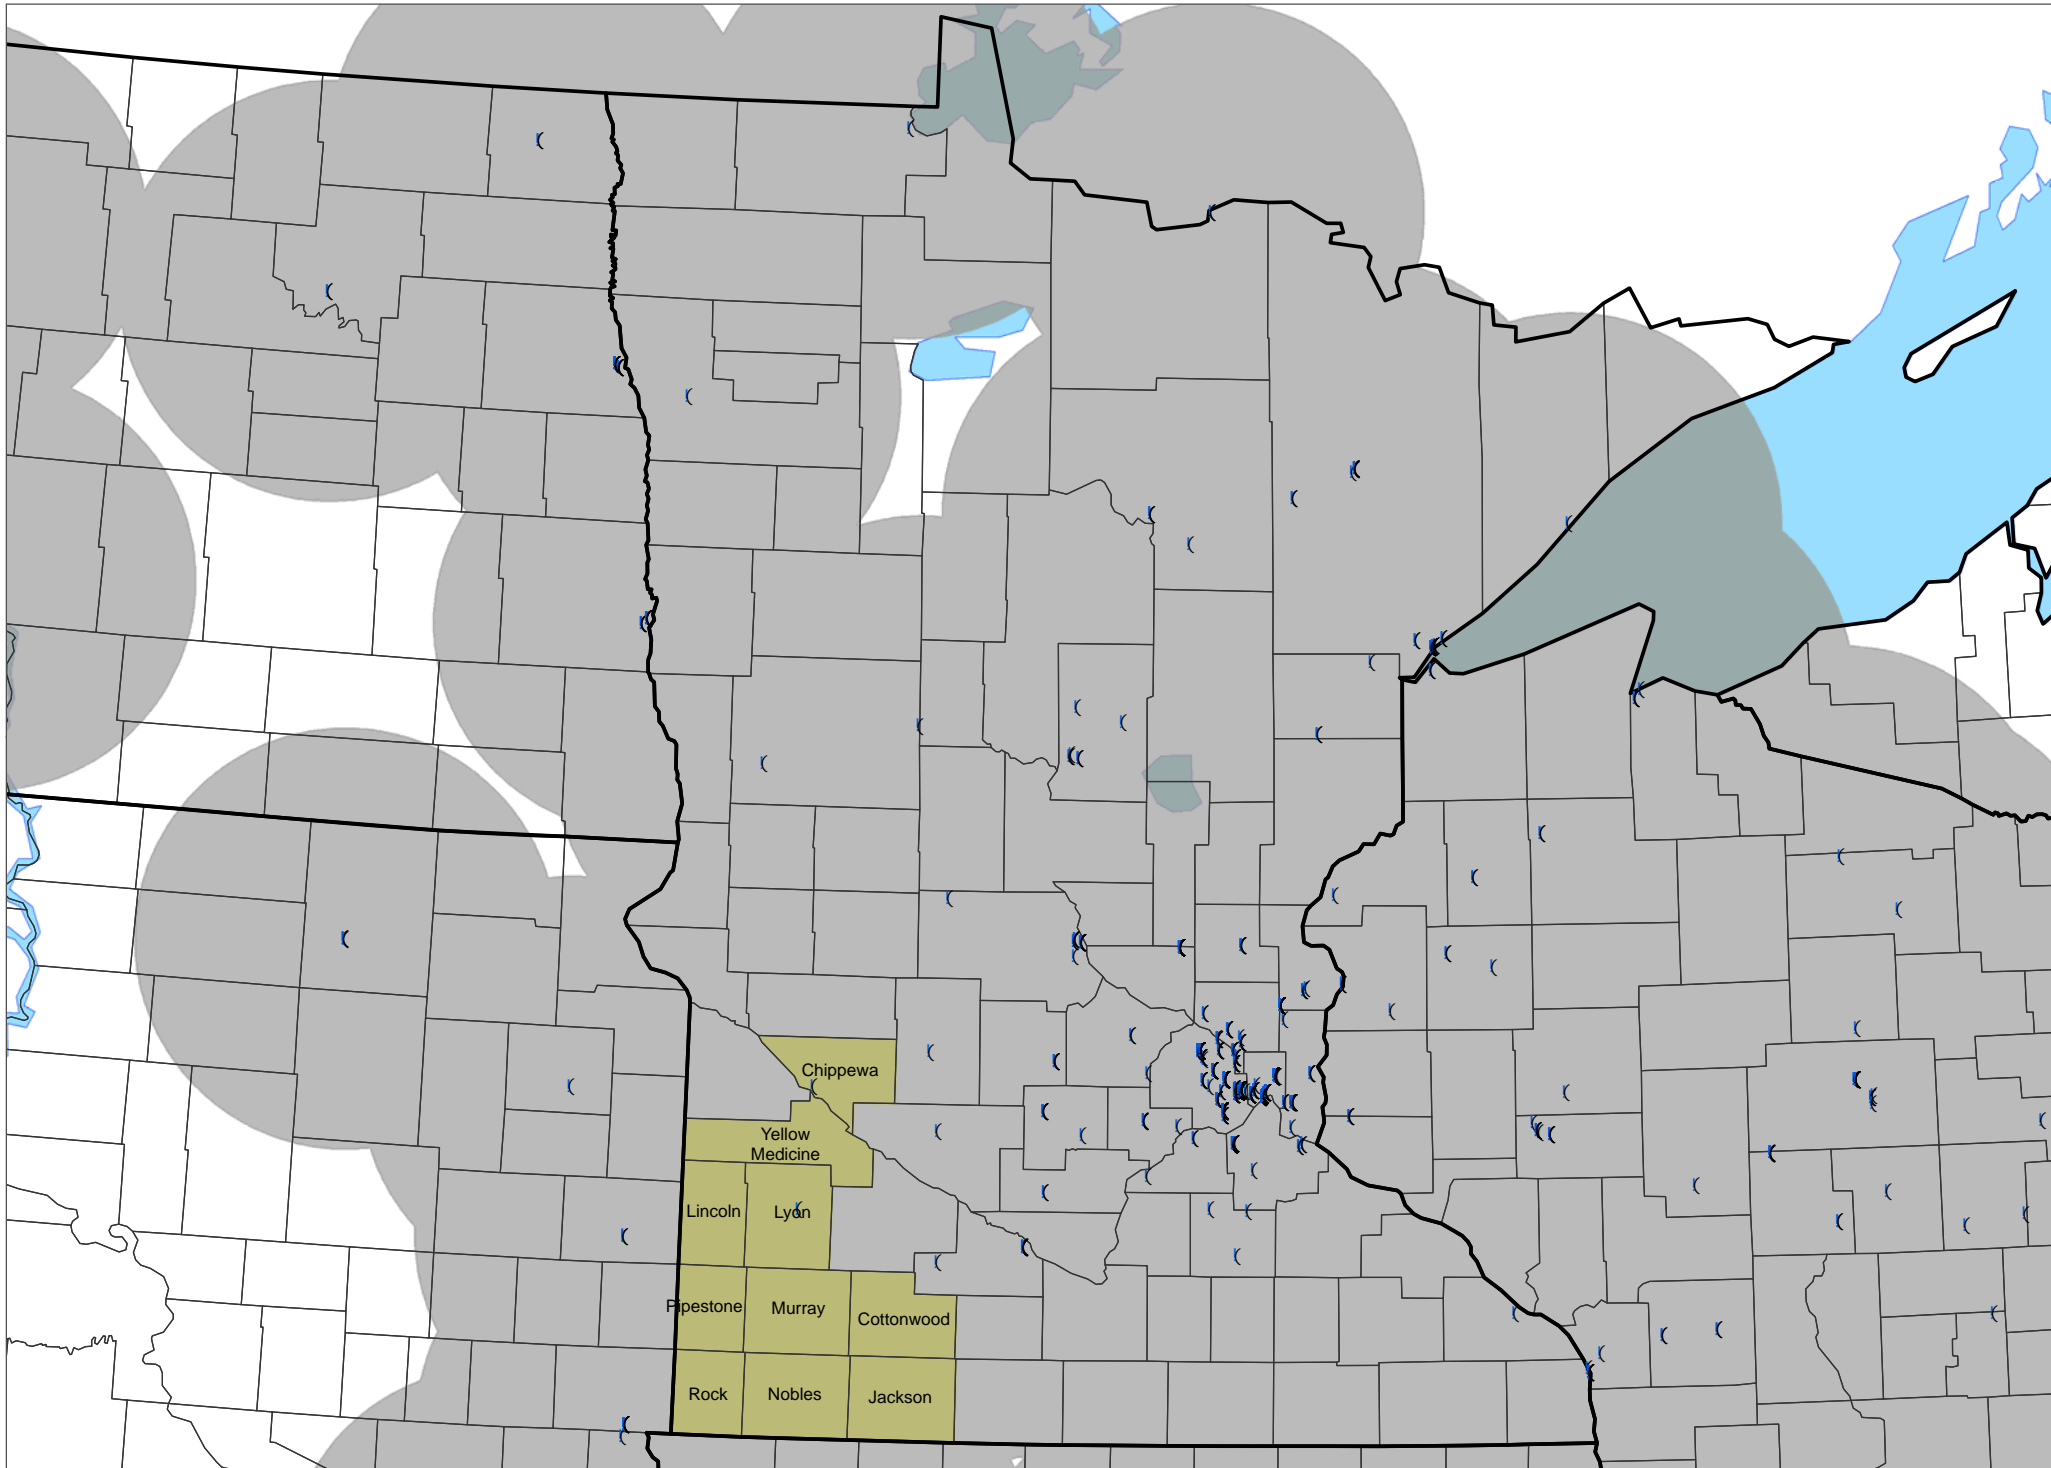 Chippewa
Yellow
Medicine
Lincoln
Lyon
Pipestone
Murray
Cottonwood
Rock
Nobles
Jackson